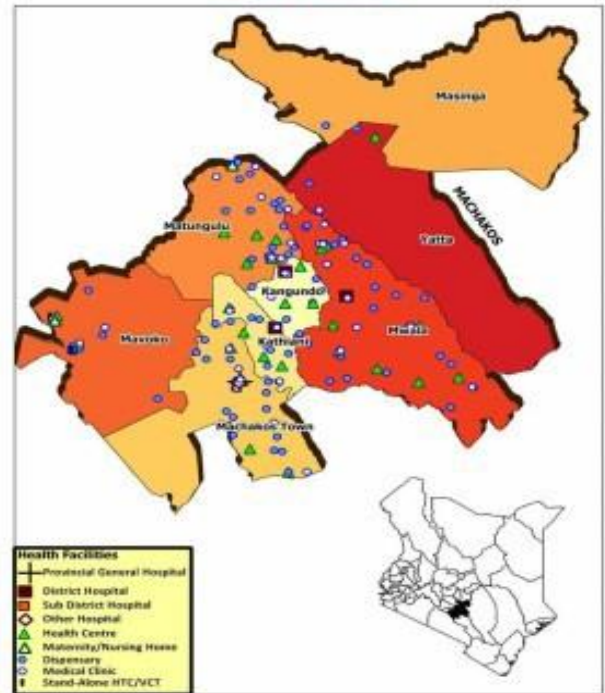 Masinga
MACHAKOS
Yatta
Matungulu
Kangundo
Mwala
Mavoko
Kathiani
Machakos Town
Health Facilities
Provincial General Hospital
District Hospital
Sub District Hospital
Other Hospital
Health Centre
Maternity/Nursing Home
Dispensary
Medical Clinic
Stand-Alone HTC/VCT